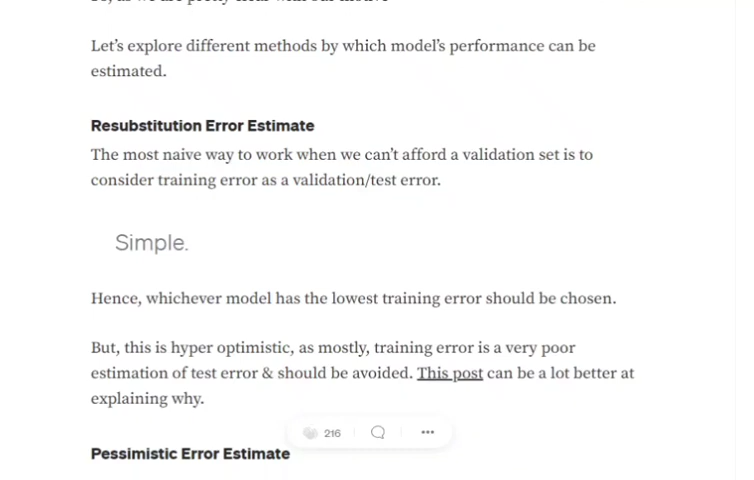 Let’s explore different methods by which model’s performance can be
estimated.
Resubstitution Error Estimate
The most naive way to work when we can’t afford a validation set is to
consider training error as a validation/test error.
Simple.
Hence, whichever model has the lowest training error should be chosen.
But, this is hyper optimistic, as mostly, training error is a very poor
estimation of test error & should be avoided. This post can be a lot better at
explaining why.
216
Pessimistic Error Estimate